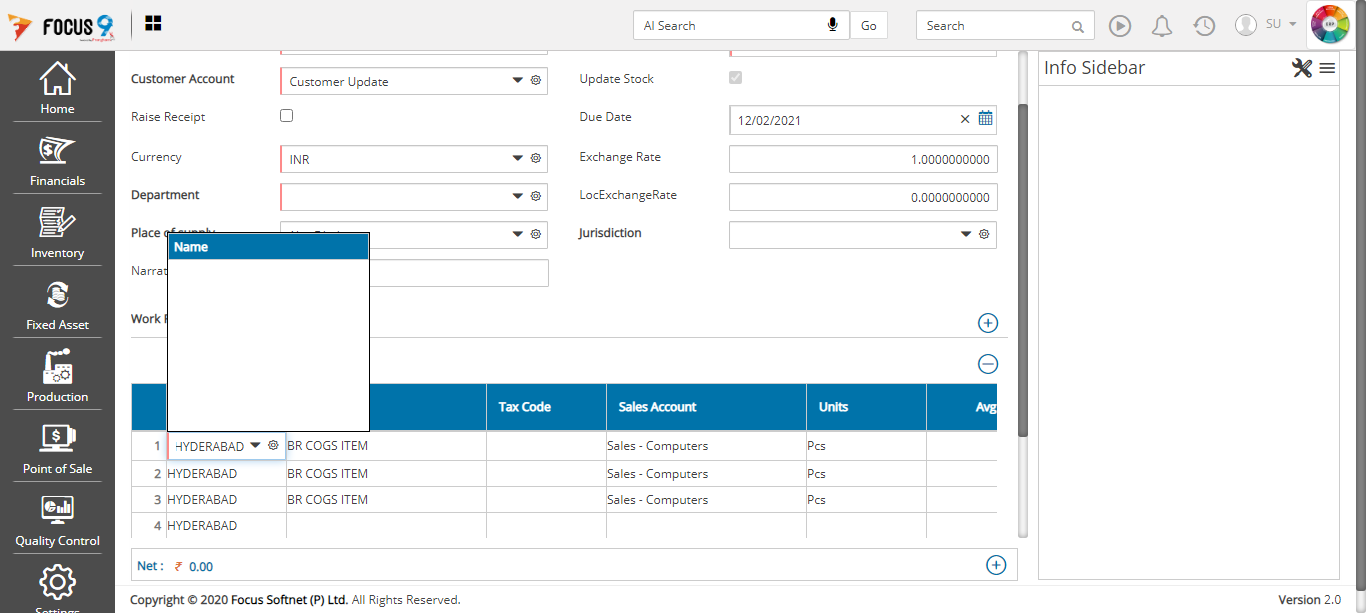 FOCUS 9
AI Search
Go
Search
SU
Home
Financials
Inventory
Fixed Asset
Production
Point of Sale
Quality Control
Settings
Customer Account
Customer Update
Update Stock
Raise Receipt
Due Date
12/02/2021
Currency
INR
Exchange Rate
1.0000000000
Department
LocExchangeRate
0.0000000000
Place of supply
Jurisdiction
Narrat
Work F
Name
Tax Code
Sales Account
Units
Avg
1 HYDERABAD BR COGS ITEM Sales - Computers Pcs
2 HYDERABAD BR COGS ITEM Sales - Computers Pcs
3 HYDERABAD BR COGS ITEM Sales - Computers Pcs
4 HYDERABAD
Net : ₹ 0.00
Info Sidebar
Copyright © 2020 Focus Softnet (P) Ltd. All Rights Reserved.
Version 2.0